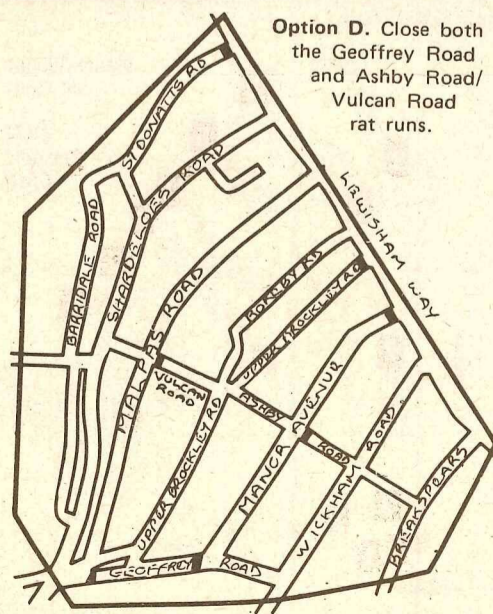 Option D. Close both
the Geoffrey Road
and Ashby Road/
Vulcan Road
rat runs.
ST DONATTS RD
SHARDELOES ROAD
BARRIDALE ROAD
LEWISHAM WAY
MALPAS ROAD
ROKEBY RD
UPPER BROCKLEY RD
VULCAN
ROAD
ASHBY
ROAD
UPPER BROCKLEY RD
MANOR AVENUE
WICKHAM ROAD
BREAKSPEARS
GEOFFREY ROAD